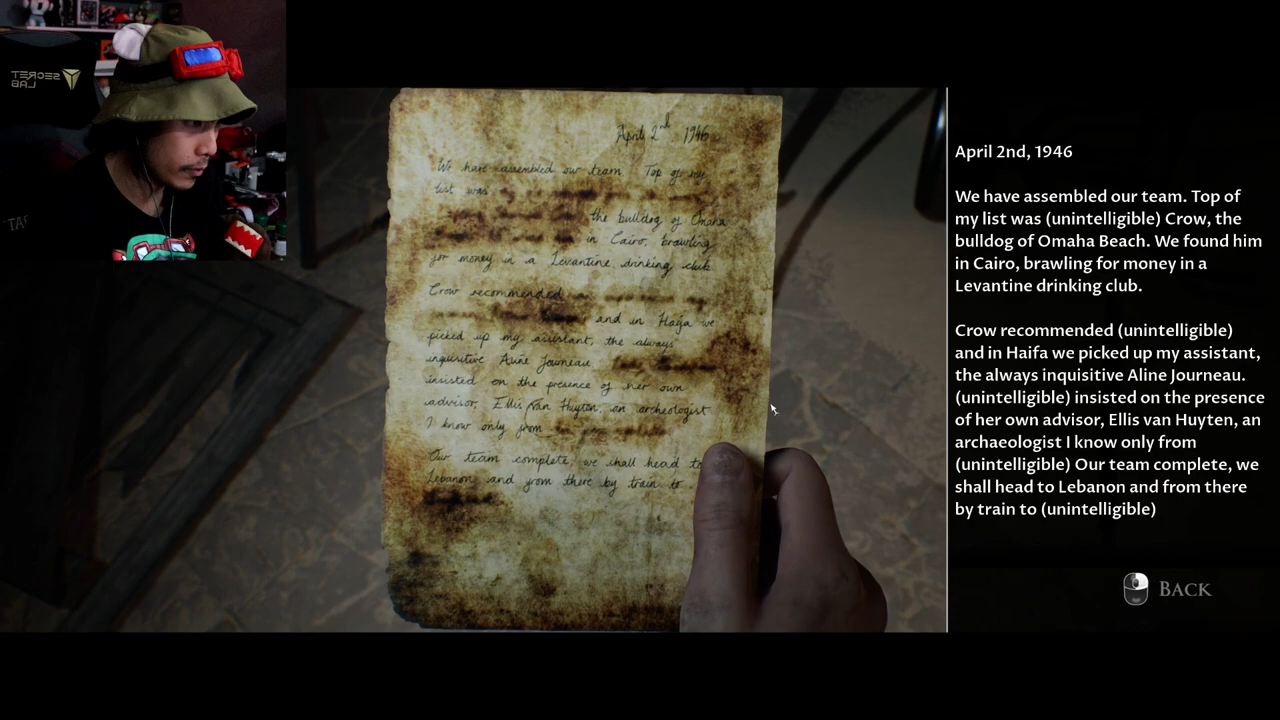 SECRET
LAB
April 2nd 1946
We have assembled our team. Top of my
list was
the bulldog of Omaha
in Cairo, brawling
for money in a Levantine drinking club.
Crow recommended
and in Haifa we
picked up my assistant, the always
inquisitive Aline Journeau.
insisted on the presence of her own
advisor, Ellis van Huyten, an archeologist
I know only from
Our team complete, we shall head to
Lebanon and from there by train to
April 2nd, 1946
We have assembled our team. Top of
my list was (unintelligible) Crow, the
bulldog of Omaha Beach. We found him
in Cairo, brawling for money in a
Levantine drinking club.
Crow recommended (unintelligible)
and in Haifa we picked up my assistant,
the always inquisitive Aline Journeau.
(unintelligible) insisted on the presence
of her own advisor, Ellis van Huyten, an
archaeologist I know only from
(unintelligible) Our team complete, we
shall head to Lebanon and from there
by train to (unintelligible)
BACK